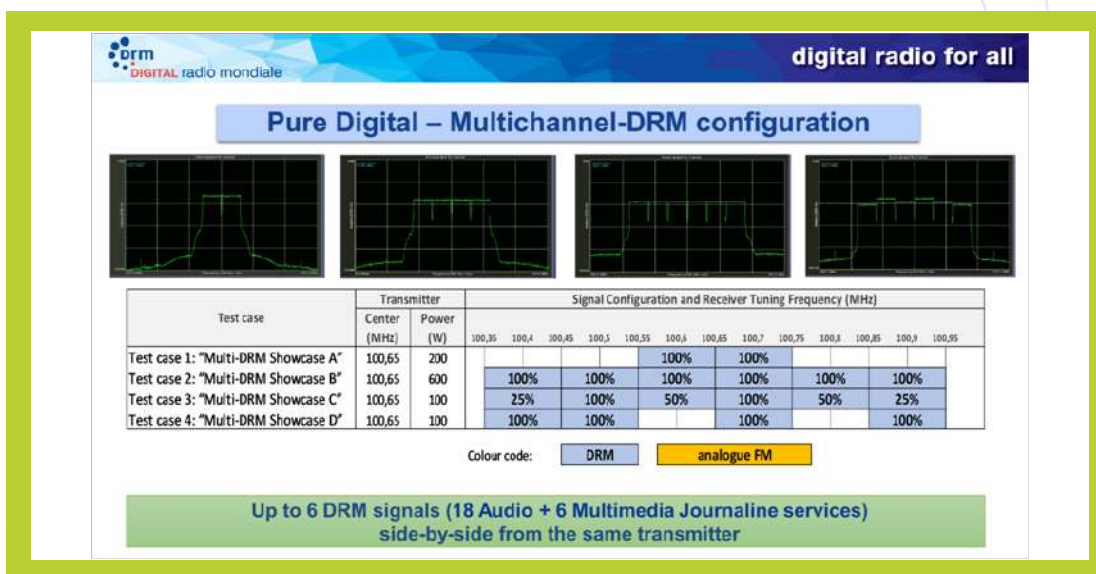 DRM
DIGITAL radio mondiale
digital radio for all
Pure Digital – Multichannel-DRM configuration
Test case
Transmitter
Signal Configuration and Receiver Tuning Frequency (MHz)
Center (MHz)
Power (W)
100,35 100,4 100,45 100,5 100,55 100,6 100,65 100,7 100,75 100,8 100,85 100,9 100,95
Test case 1: "Multi-DRM Showcase A" 100,65 200 100% 100%
Test case 2: "Multi-DRM Showcase B" 100,65 600 100% 100% 100% 100% 100% 100%
Test case 3: "Multi-DRM Showcase C" 100,65 100 25% 100% 50% 100% 50% 25%
Test case 4: "Multi-DRM Showcase D" 100,65 100 100% 100% 100% 100%
Colour code: DRM analogue FM
Up to 6 DRM signals (18 Audio + 6 Multimedia Journaline services)
side-by-side from the same transmitter